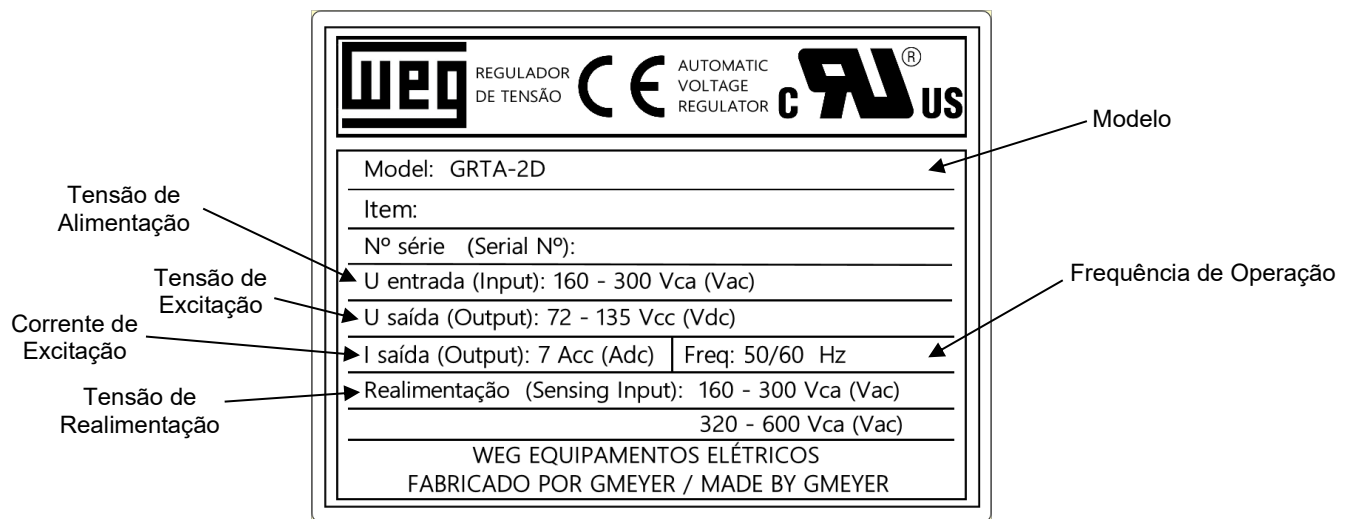 weg
REGULADOR
DE TENSÃO
CE
AUTOMATIC
VOLTAGE
REGULATOR
C RU ® US
Modelo
Model: GRTA-2D
Tensão de
Alimentação
Item:
Nº série (Serial Nº):
Tensão de
Excitação
U entrada (Input): 160 - 300 Vca (Vac)
Frequência de Operação
U saída (Output): 72 - 135 Vcc (Vdc)
Corrente de
Excitação
I saída (Output): 7 Acc (Adc) Freq: 50/60 Hz
Tensão de
Realimentação
Realimentação (Sensing Input): 160 - 300 Vca (Vac)
320 - 600 Vca (Vac)
WEG EQUIPAMENTOS ELÉTRICOS
FABRICADO POR GMEYER / MADE BY GMEYER